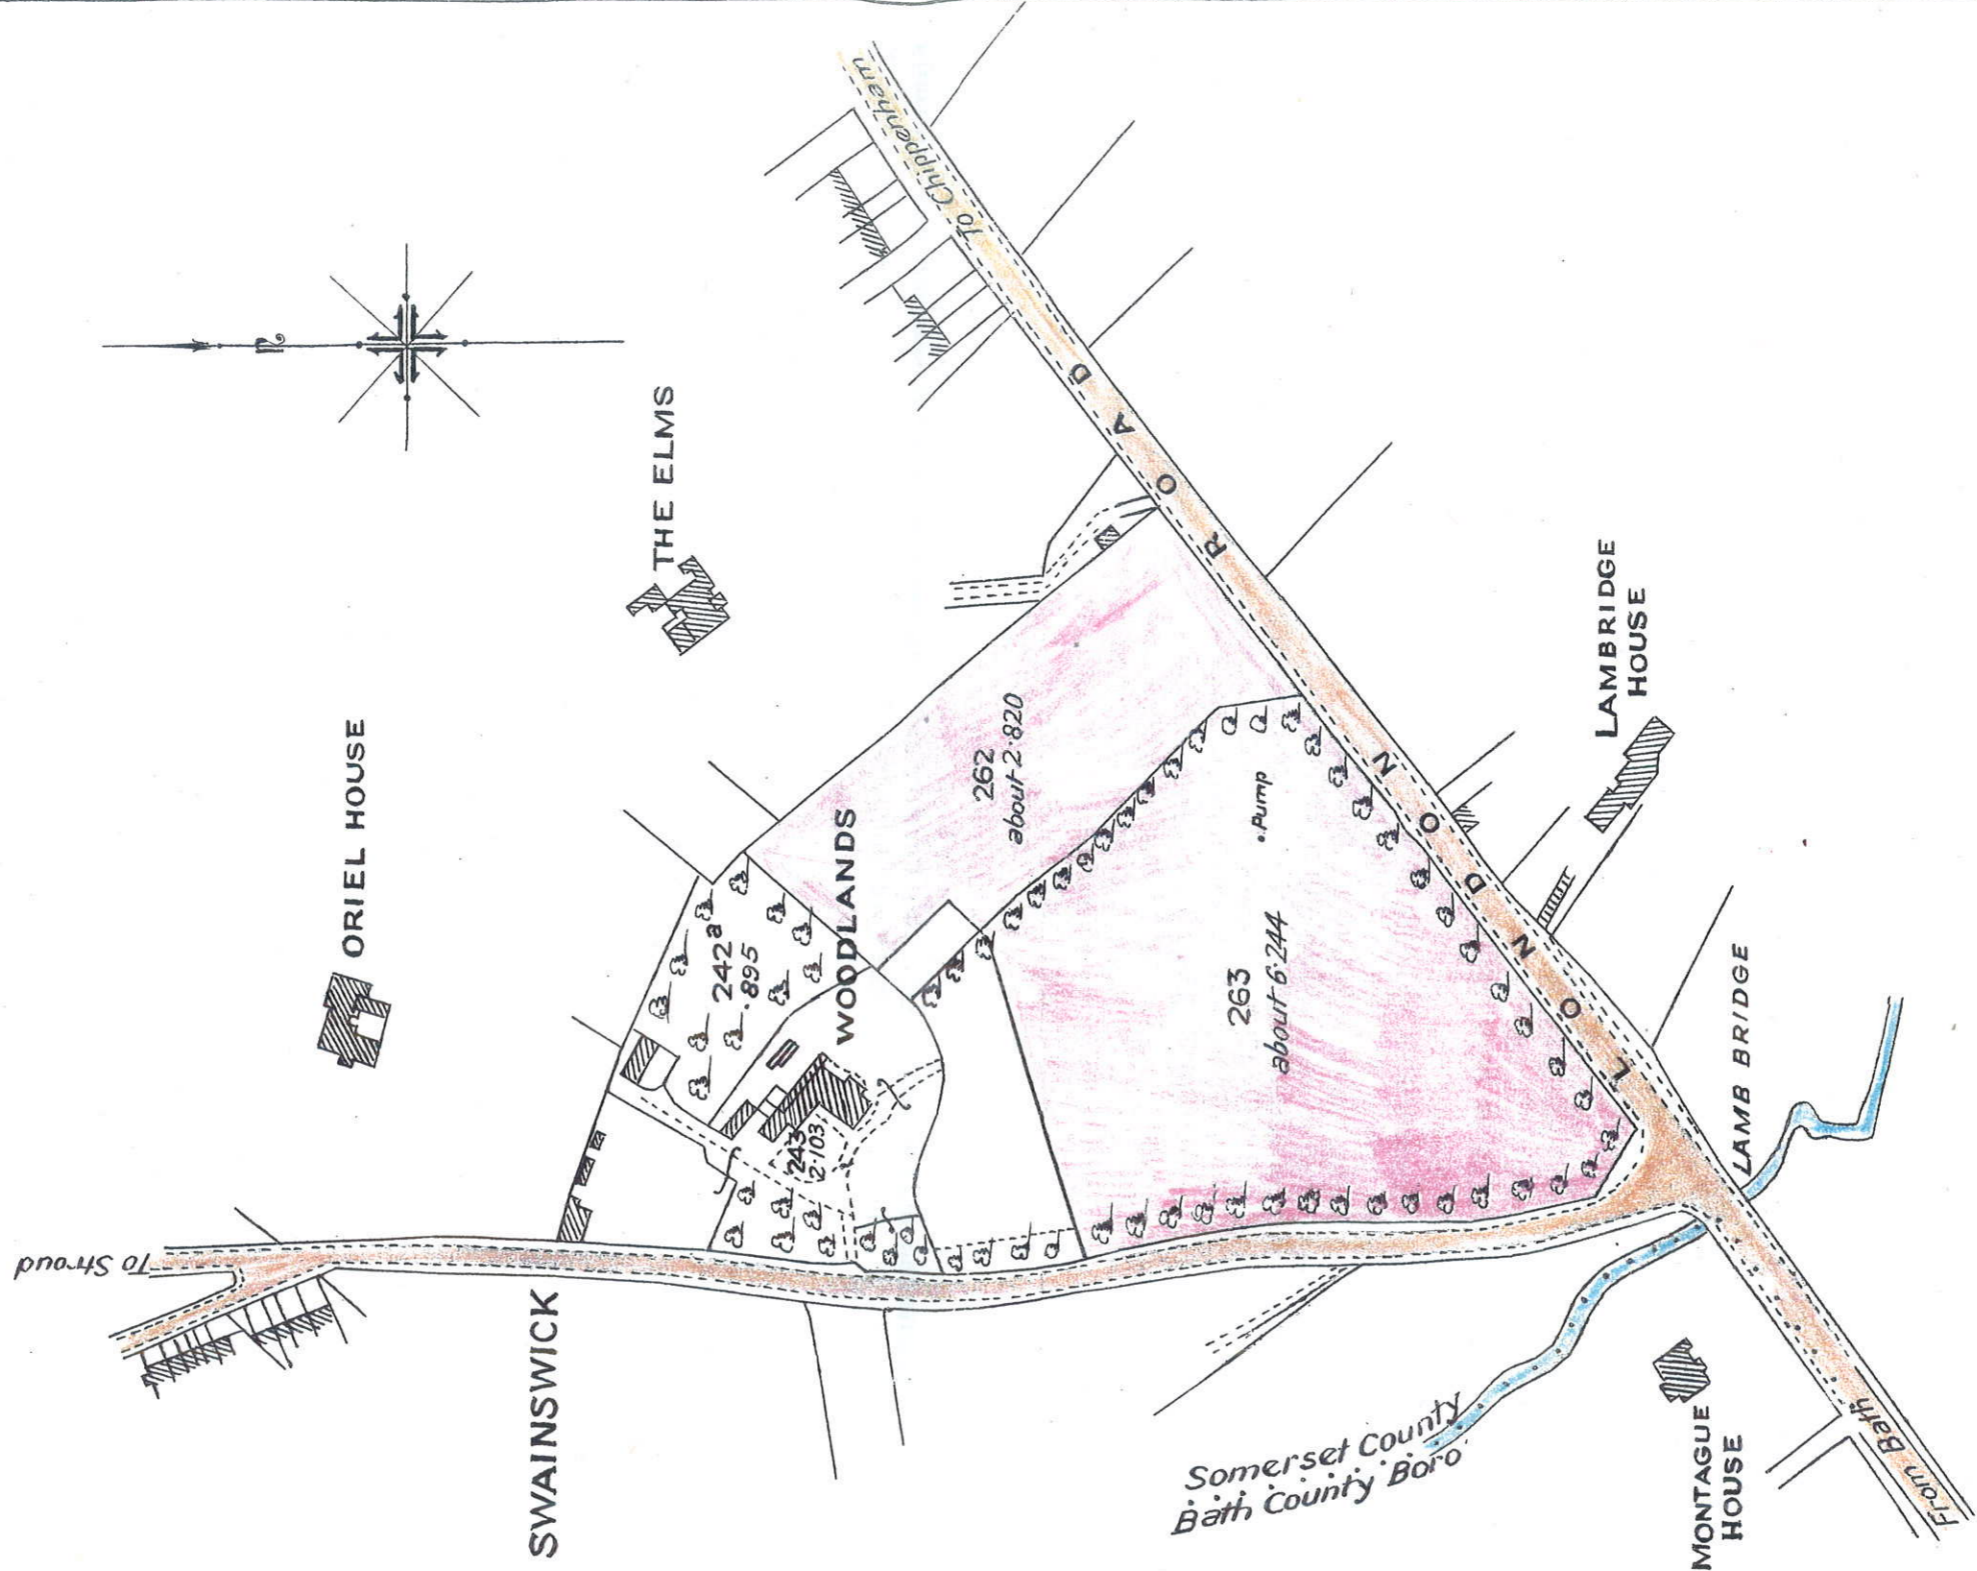 To Chippenham
THE ELMS
ORIEL HOUSE
LONDON ROAD
LAMBRIDGE
HOUSE
262
about 2·820
WOODLANDS
242a
·895
.Pump
263
about 6·244
243
2·103
To Stroud
SWAINSWICK
LAMB BRIDGE
Somerset County
Bath County Boro'
MONTAGUE
HOUSE
From Bath